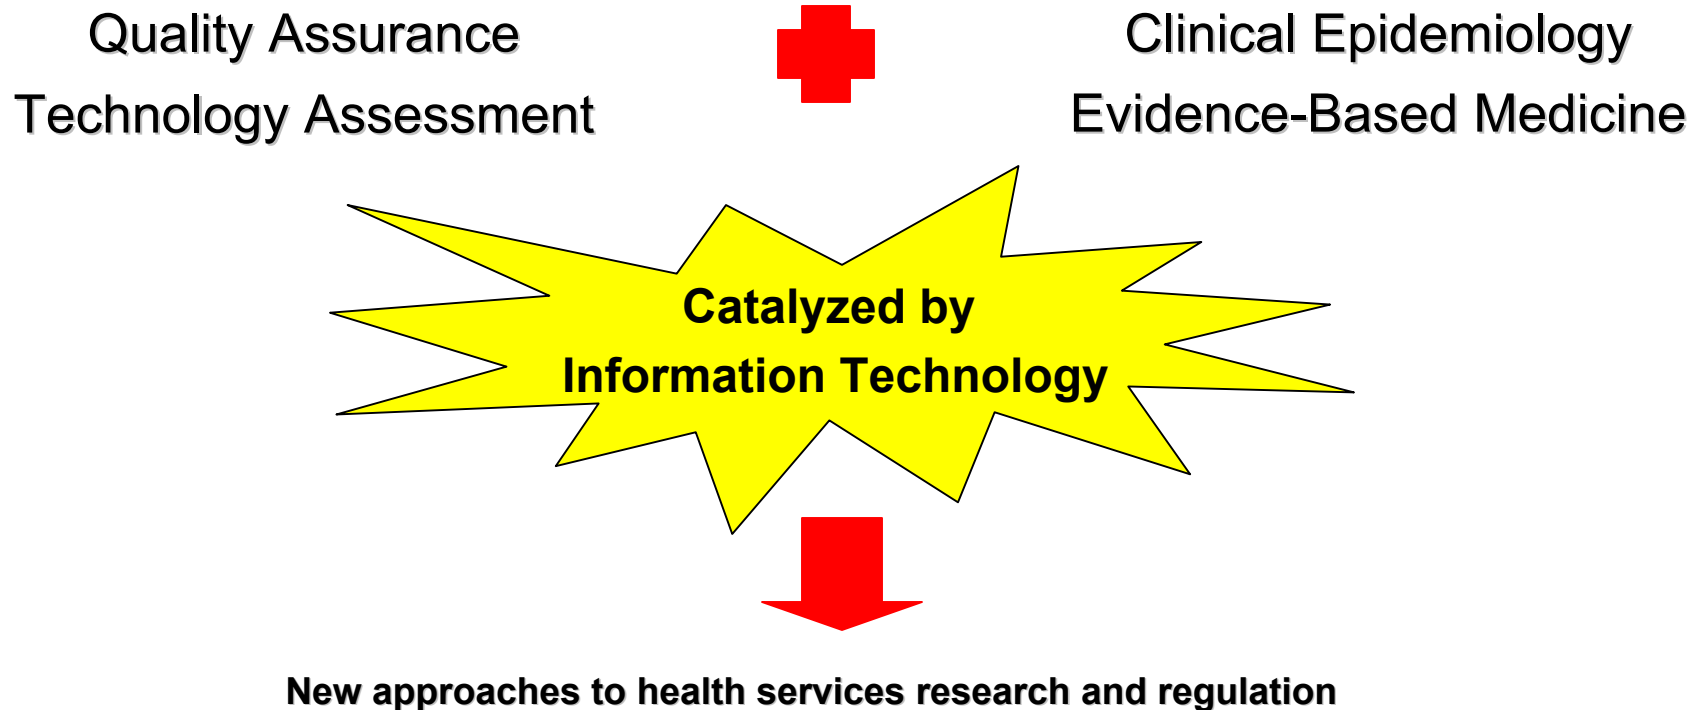 Quality Assurance
Technology Assessment
Clinical Epidemiology
Evidence-Based Medicine
Catalyzed by
Information Technology
New approaches to health services research and regulation